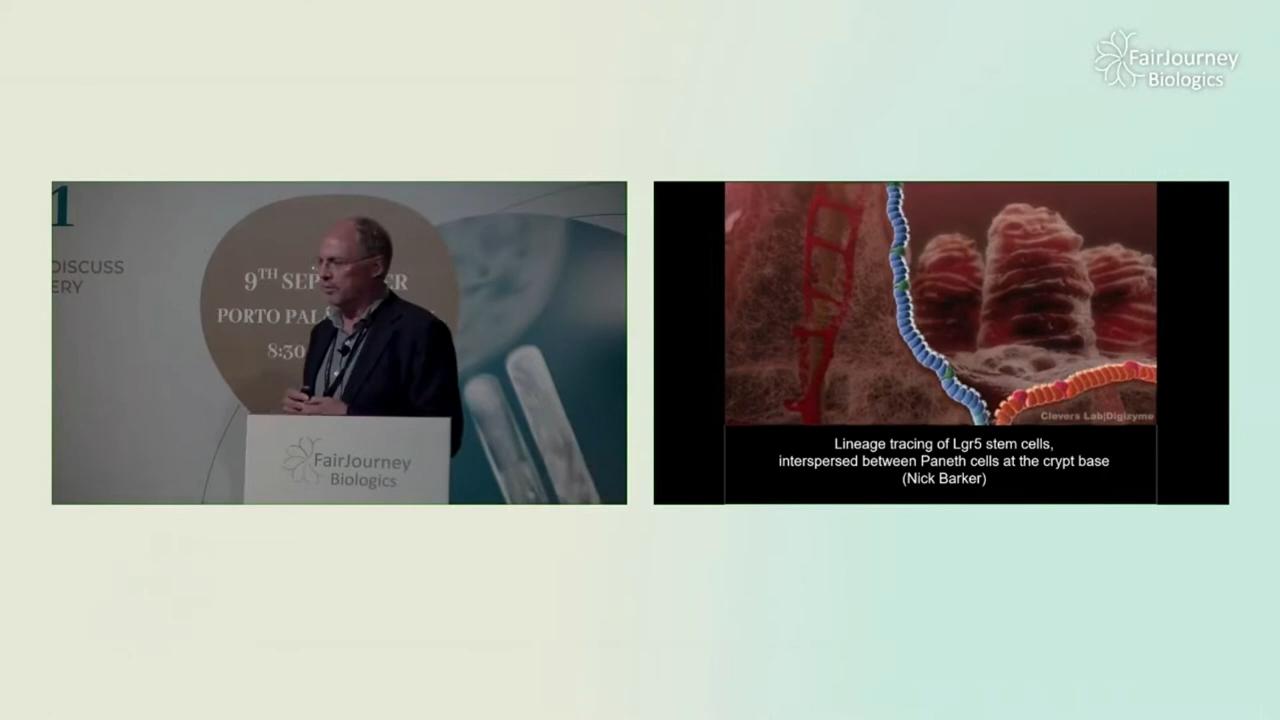 FairJourney
Biologics
1
DISCUSS
ERY
9TH SEP ER
PORTO PAL
8:30
FairJourney
Biologics
Clevers Lab|Digizyme
Lineage tracing of Lgr5 stem cells,
interspersed between Paneth cells at the crypt base
(Nick Barker)